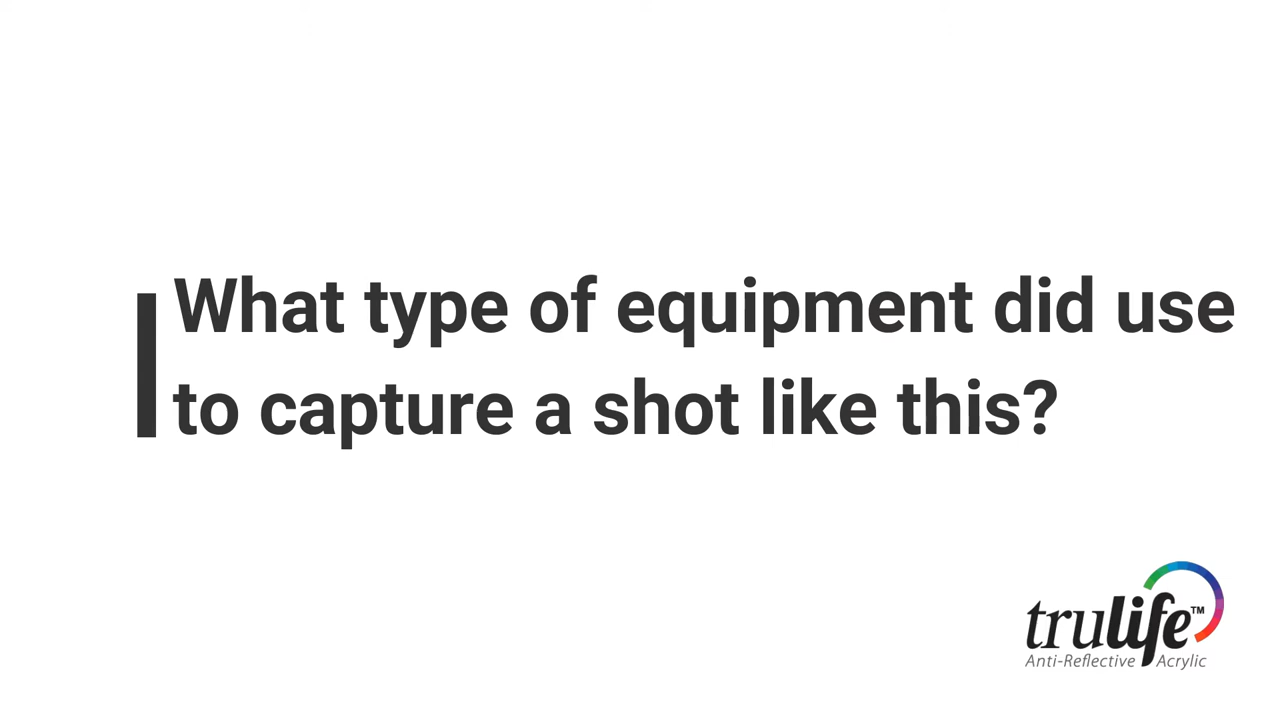 What type of equipment did use
to capture a shot like this?
trulife™
Anti-Reflective Acrylic